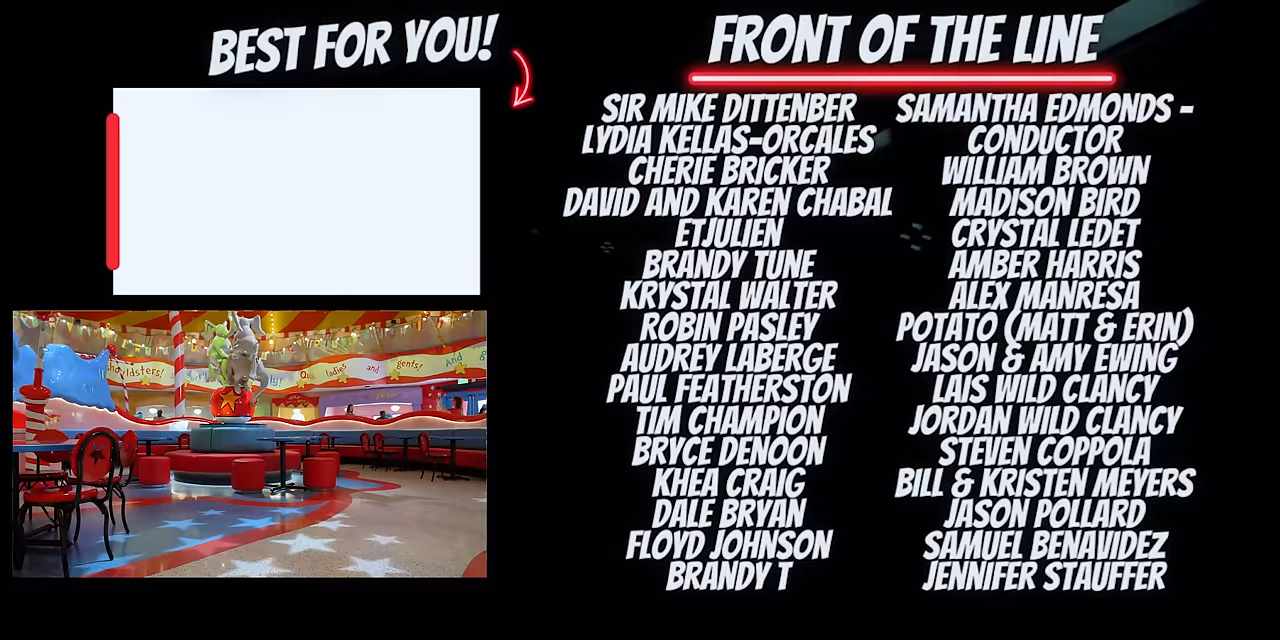 BEST FOR YOU!
FRONT OF THE LINE
SIR MIKE DITTENBER
LYDIA KELLAS-ORCALES
CHERIE BRICKER
DAVID AND KAREN CHABAL
ETJULIEN
BRANDY TUNE
KRYSTAL WALTER
ROBIN PASLEY
AUDREY LABERGE
PAUL FEATHERSTON
TIM CHAMPION
BRYCE DENOON
KHEA CRAIG
DALE BRYAN
FLOYD JOHNSON
BRANDY T
SAMANTHA EDMONDS -
CONDUCTOR
WILLIAM BROWN
MADISON BIRD
CRYSTAL LEDET
AMBER HARRIS
ALEX MANRESA
POTATO (MATT & ERIN)
JASON & AMY EWING
LAIS WILD CLANCY
JORDAN WILD CLANCY
STEVEN COPPOLA
BILL & KRISTEN MEYERS
JASON POLLARD
SAMUEL BENAVIDEZ
JENNIFER STAUFFER
ladies and gents! And